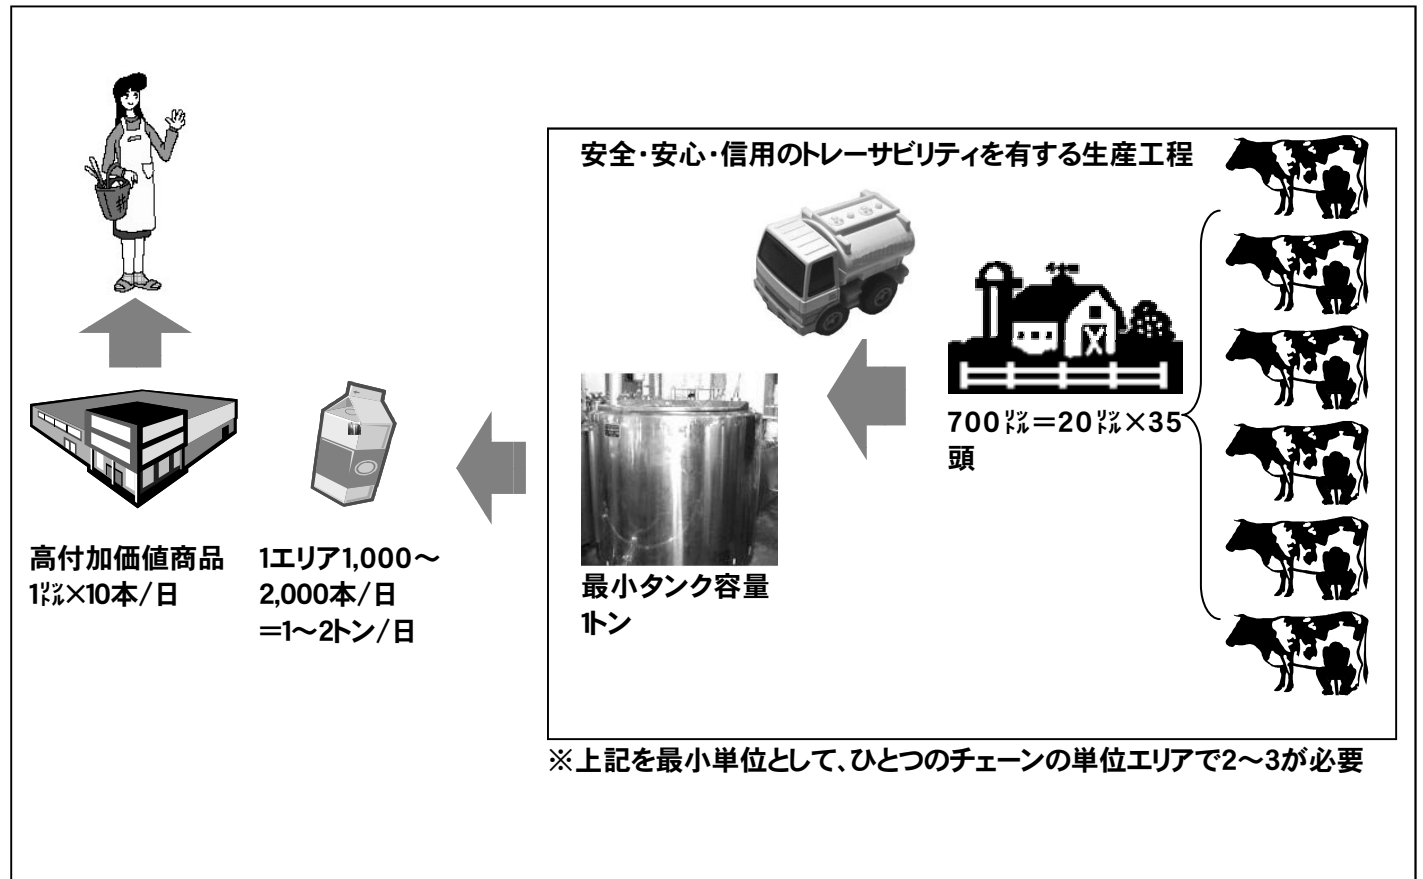 安全・安心・信用のトレーサビリティを有する生産工程
700㍑＝20㍑×35
頭
最小タンク容量
1トン
高付加価値商品
1㍑×10本/日
1エリア1,000～
2,000本/日
＝1～2トン/日
※上記を最小単位として、ひとつのチェーンの単位エリアで2～3が必要